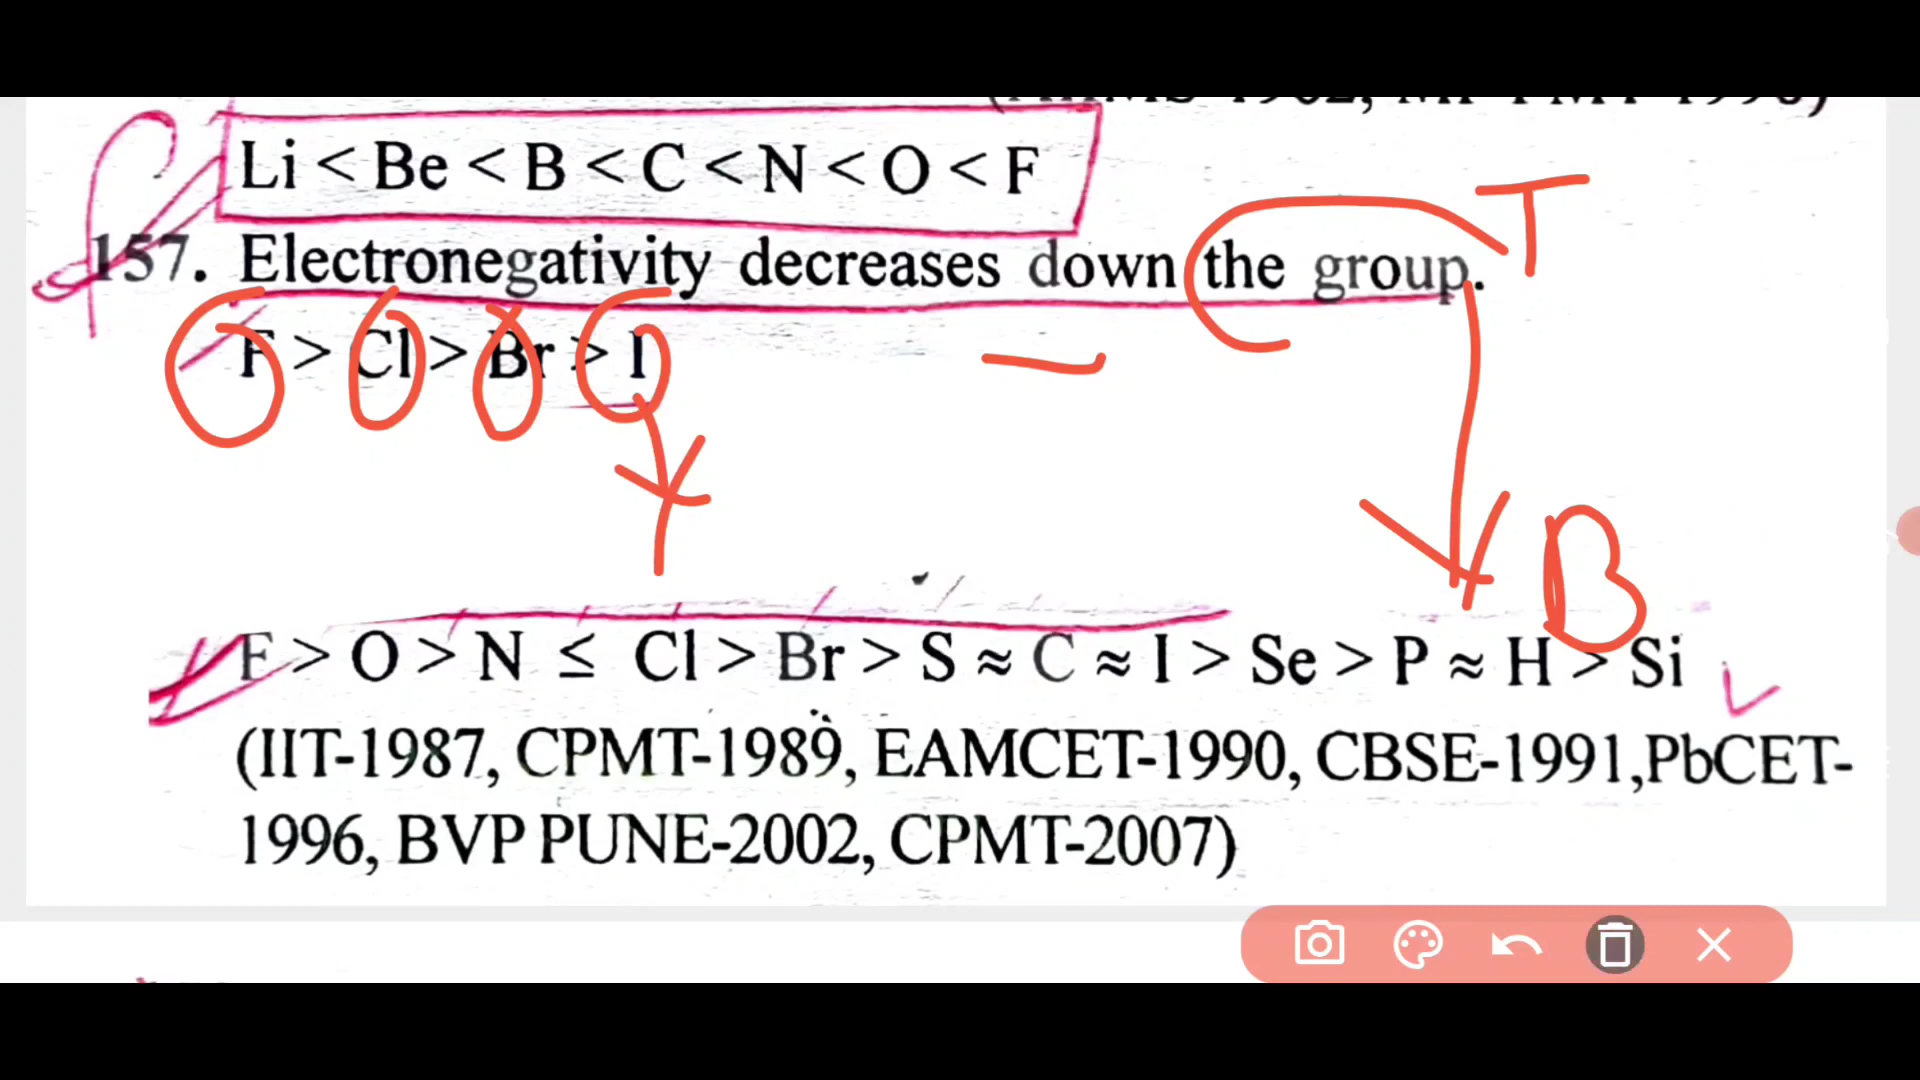 Li < Be < B < C < N < O < F
T
157. Electronegativity decreases down the group.
F > Cl > Br > I
B
F > O > N ≤ Cl > Br > S ≈ C ≈ I > Se > P ≈ H > Si
(IIT-1987, CPMT-1989, EAMCET-1990, CBSE-1991,PbCET-
1996, BVP PUNE-2002, CPMT-2007)